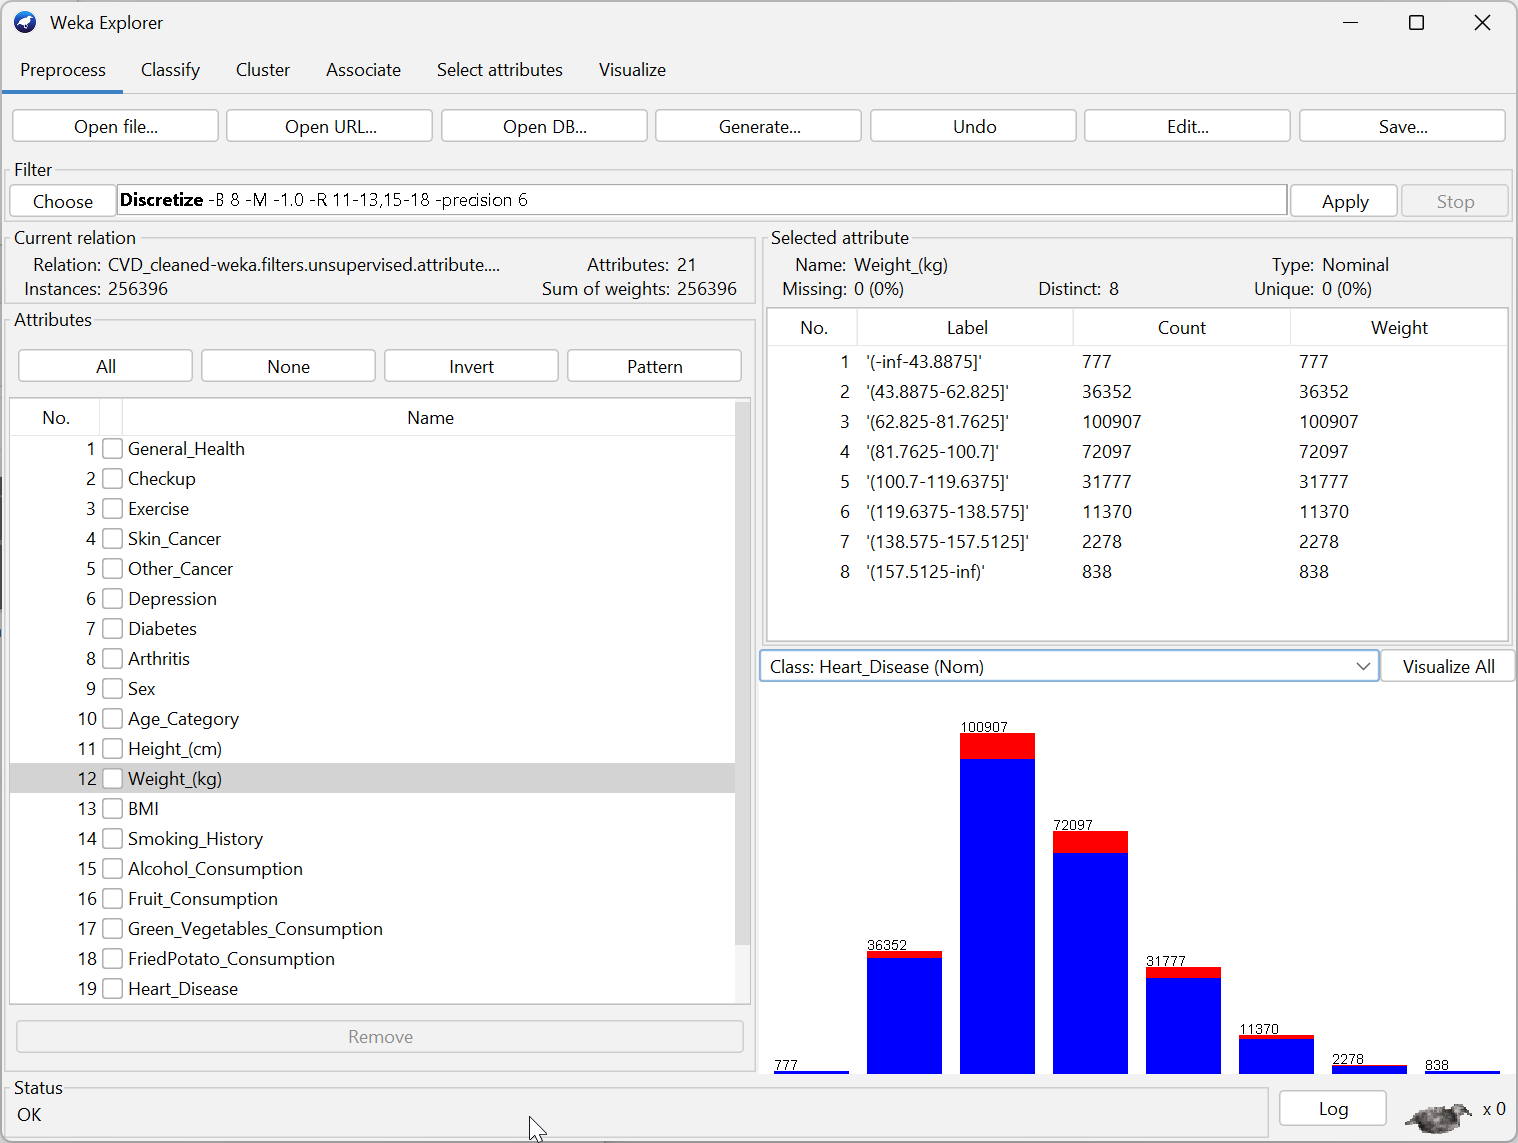 Weka Explorer
Preprocess Classify Cluster Associate Select attributes Visualize
Open file... Open URL... Open DB... Generate... Undo Edit... Save...
Filter
Choose Discretize -B 8 -M -1.0 -R 11-13,15-18 -precision 6 Apply Stop
Current relation
Relation: CVD_cleaned-weka.filters.unsupervised.attribute.... Attributes: 21
Instances: 256396 Sum of weights: 256396
Attributes
All None Invert Pattern
No. Name
1 General_Health
2 Checkup
3 Exercise
4 Skin_Cancer
5 Other_Cancer
6 Depression
7 Diabetes
8 Arthritis
9 Sex
10 Age_Category
11 Height_(cm)
12 Weight_(kg)
13 BMI
14 Smoking_History
15 Alcohol_Consumption
16 Fruit_Consumption
17 Green_Vegetables_Consumption
18 FriedPotato_Consumption
19 Heart_Disease
Remove
Selected attribute
Name: Weight_(kg) Type: Nominal
Missing: 0 (0%) Distinct: 8 Unique: 0 (0%)
No. Label Count Weight
1 '(-inf-43.8875]' 777 777
2 '(43.8875-62.825]' 36352 36352
3 '(62.825-81.7625]' 100907 100907
4 '(81.7625-100.7]' 72097 72097
5 '(100.7-119.6375]' 31777 31777
6 '(119.6375-138.575]' 11370 11370
7 '(138.575-157.5125]' 2278 2278
8 '(157.5125-inf)' 838 838
Class: Heart_Disease (Nom) Visualize All
777 36352 100907 72097 31777 11370 2278 838
Status
OK
Log x 0